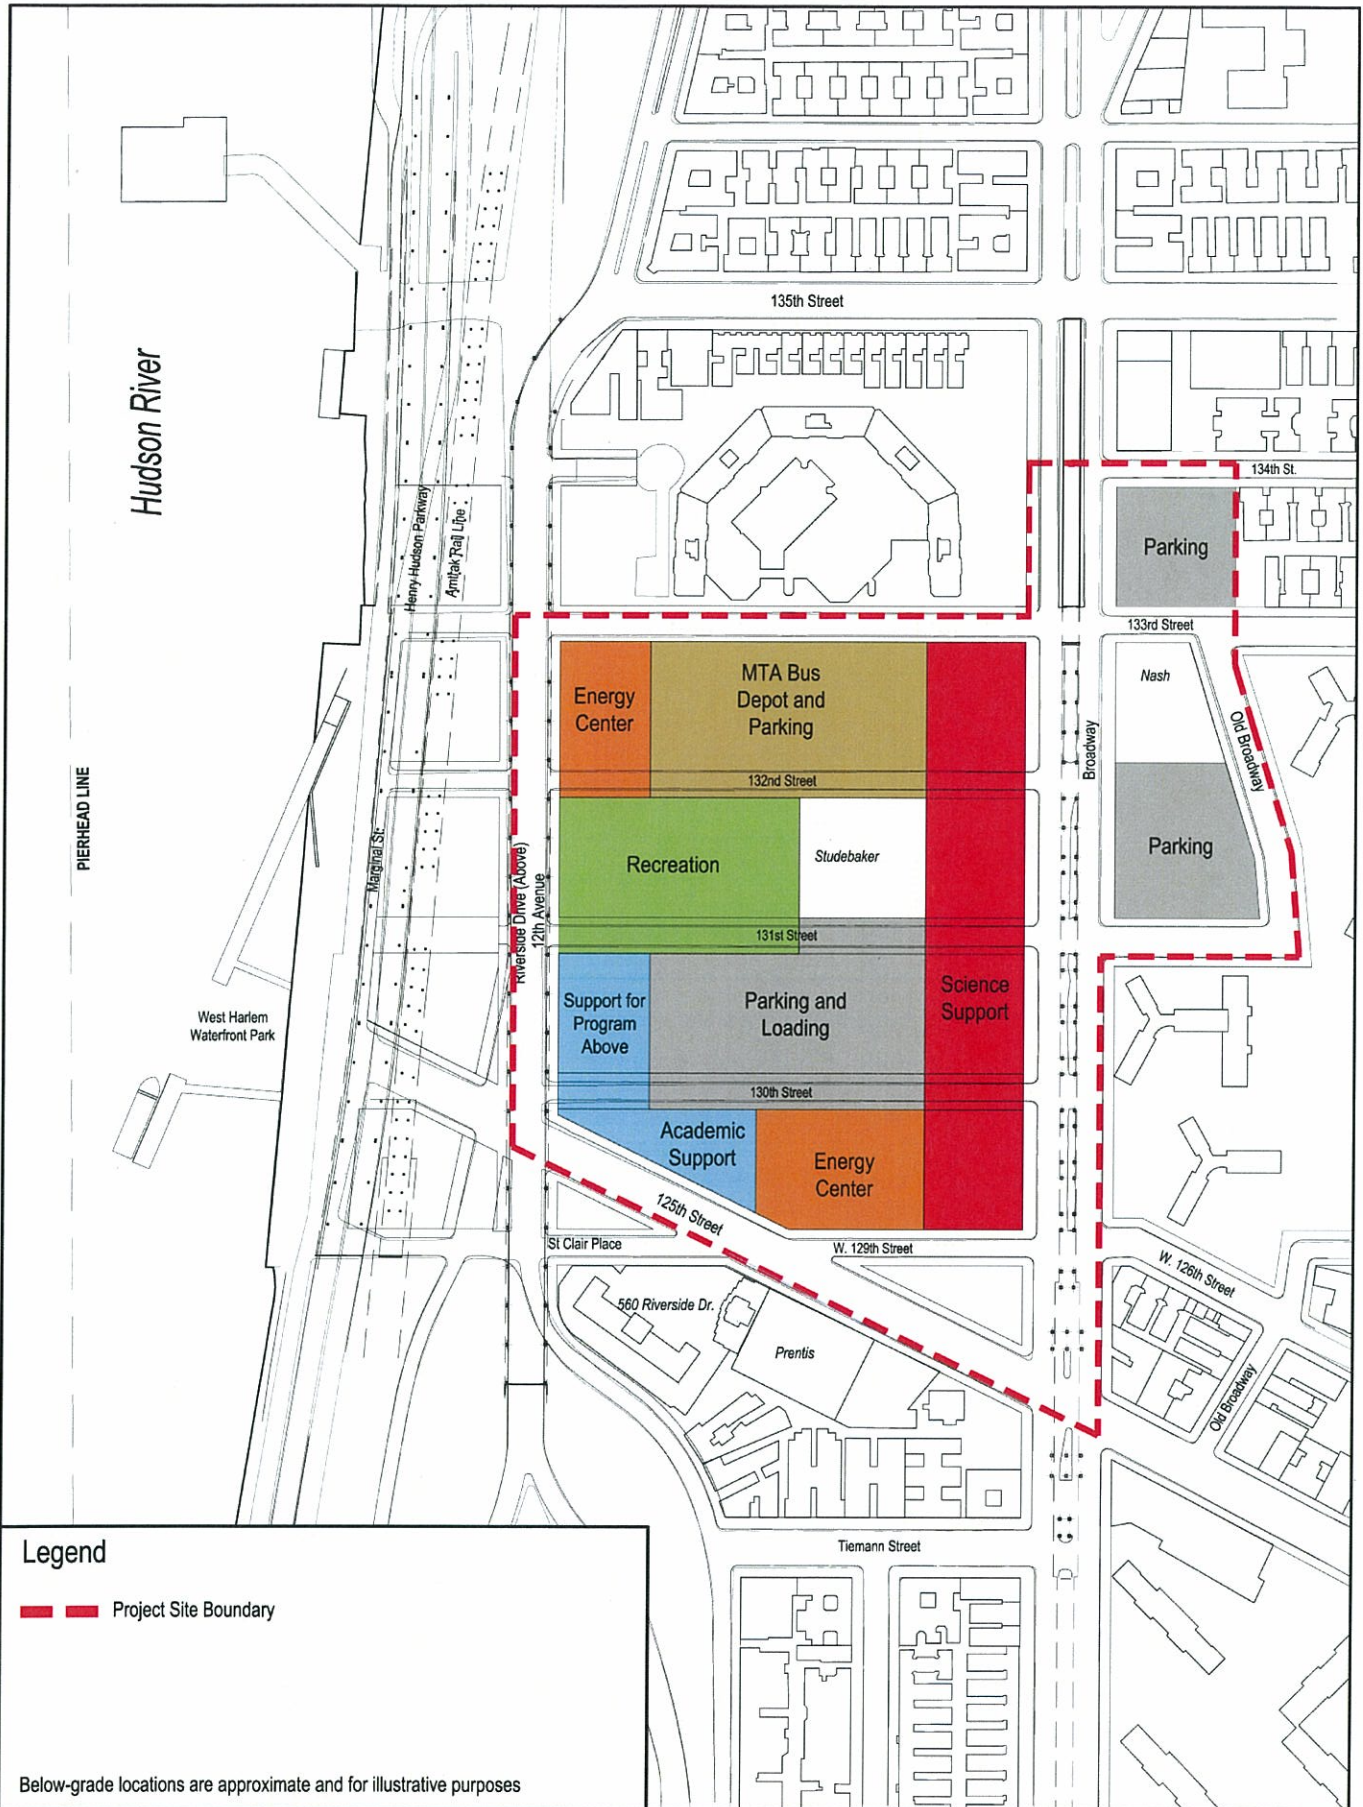 135th Street
Hudson River
134th St.
Henry Hudson Parkway
Amtrak Rail Line
Parking
133rd Street
Nash
Energy
Center
MTA Bus
Depot and
Parking
Old Broadway
Broadway
132nd Street
PIERHEAD LINE
Marginal St.
Riverside Drive (Above)
12th Avenue
Recreation
Studebaker
Parking
131st Street
Science
Support
Support for
Program
Above
Parking and
Loading
West Harlem
Waterfront Park
130th Street
Academic
Support
Energy
Center
125th Street
St Clair Place
W. 129th Street
W. 126th Street
560 Riverside Dr.
Prentis
Old Broadway
Tiemann Street
Legend
Project Site Boundary
Below-grade locations are approximate and for illustrative purposes